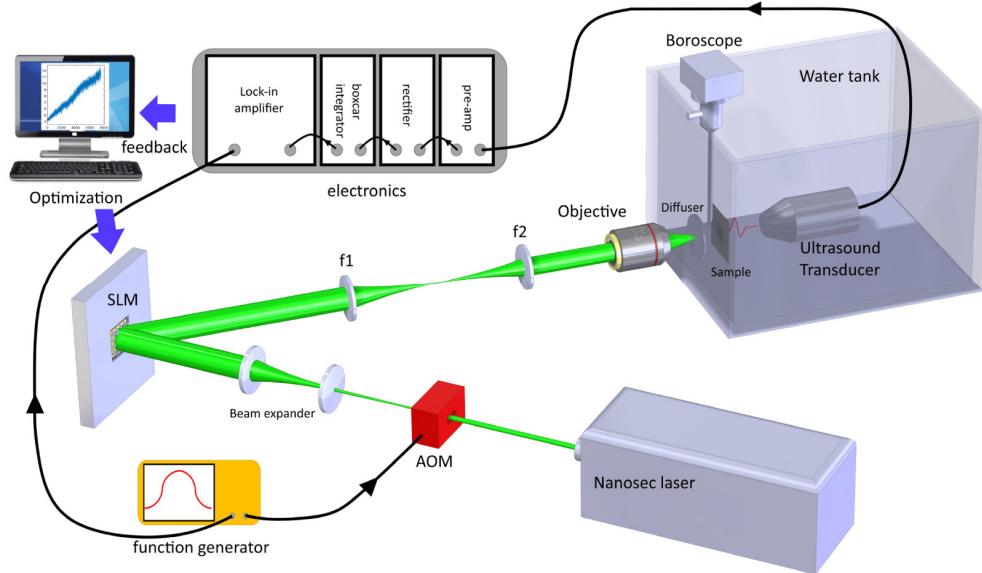 Boroscope
Water tank
Lock-in
amplifier
boxcar
integrator
rectifier
pre-amp
feedback
electronics
Optimization
Objective
Diffuser
f2
f1
Ultrasound
Transducer
Sample
SLM
Beam expander
AOM
Nanosec laser
function generator